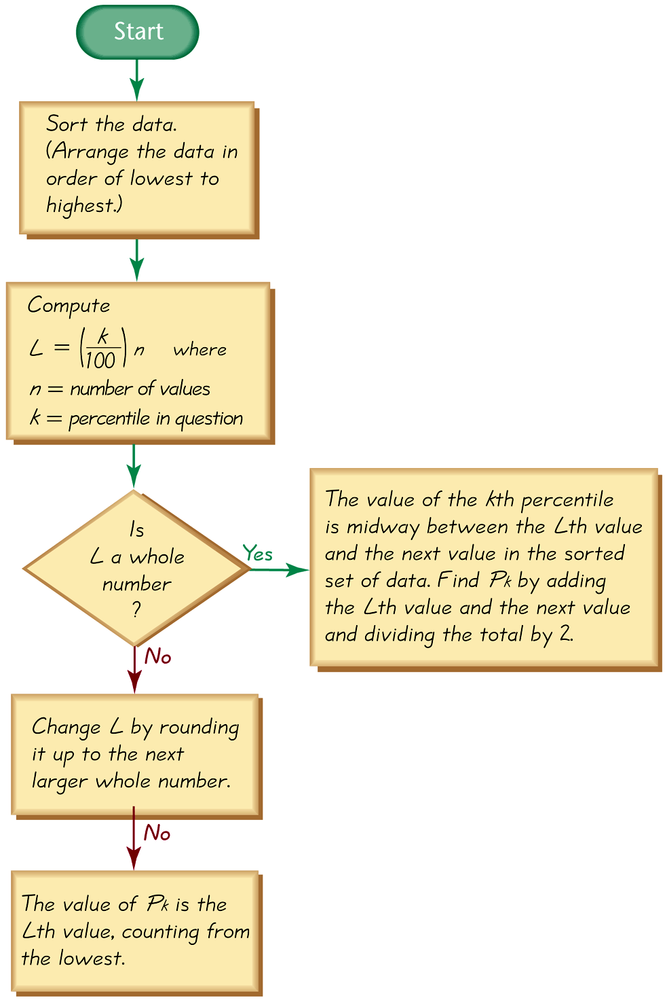 Start
Sort the data.
(Arrange the data in
order of lowest to
highest.)
Compute
L = (k/100) n where
n = number of values
k = percentile in question
Is
L a whole
number
?
Yes
The value of the kth percentile
is midway between the Lth value
and the next value in the sorted
set of data. Find Pk by adding
the Lth value and the next value
and dividing the total by 2.
No
Change L by rounding
it up to the next
larger whole number.
No
The value of Pk is the
Lth value, counting from
the lowest.